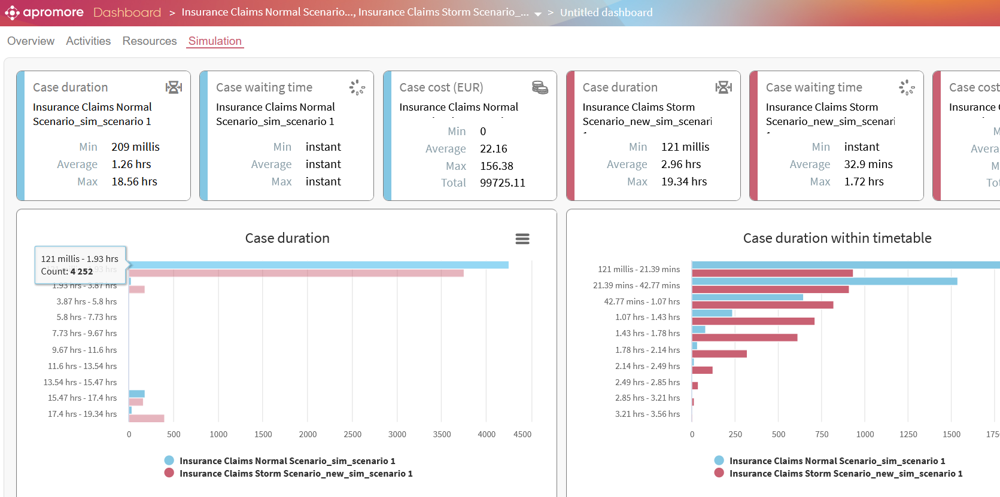 apromore Dashboard > Insurance Claims Normal Scenario..., Insurance Claims Storm Scenario_... > Untitled dashboard
Overview Activities Resources Simulation
Case duration
Insurance Claims Normal
Scenario_sim_scenario 1
Min 209 millis
Average 1.26 hrs
Max 18.56 hrs
Case waiting time
Insurance Claims Normal
Scenario_sim_scenario 1
Min instant
Average instant
Max instant
Case cost (EUR)
Insurance Claims Normal
Min 0
Average 22.16
Max 156.38
Total 99725.11
Case duration
Insurance Claims Storm
Scenario_new_sim_scenari
Min 121 millis
Average 2.96 hrs
Max 19.34 hrs
Case waiting time
Insurance Claims Storm
Scenario_new_sim_scenari
Min instant
Average 32.9 mins
Max 1.72 hrs
Case cost
Insurance
Case duration
121 millis - 1.93 hrs
Count: 4 252
1.93 hrs - 3.87 hrs
3.87 hrs - 5.8 hrs
5.8 hrs - 7.73 hrs
7.73 hrs - 9.67 hrs
9.67 hrs - 11.6 hrs
11.6 hrs - 13.54 hrs
13.54 hrs - 15.47 hrs
15.47 hrs - 17.4 hrs
17.4 hrs - 19.34 hrs
0 500 1000 1500 2000 2500 3000 3500 4000 4500
Insurance Claims Normal Scenario_sim_scenario 1
Insurance Claims Storm Scenario_new_sim_scenario 1
Case duration within timetable
121 millis - 21.39 mins
21.39 mins - 42.77 mins
42.77 mins - 1.07 hrs
1.07 hrs - 1.43 hrs
1.43 hrs - 1.78 hrs
1.78 hrs - 2.14 hrs
2.14 hrs - 2.49 hrs
2.49 hrs - 2.85 hrs
2.85 hrs - 3.21 hrs
3.21 hrs - 3.56 hrs
0 250 500 750 1000 1250 1500
Insurance Claims Normal Scenario_sim_scenario 1
Insurance Claims Storm Scenario_new_sim_scenario 1